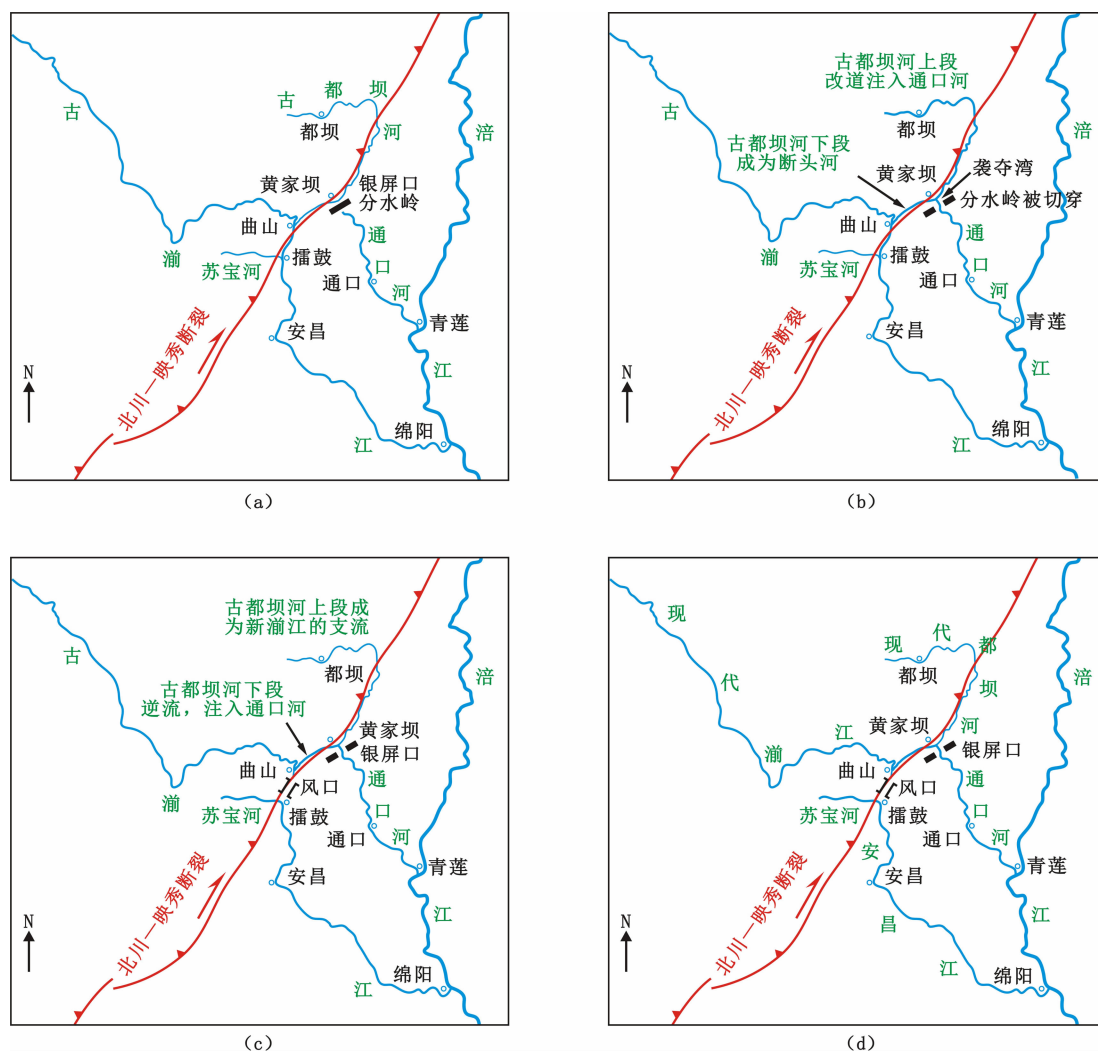 古都坝河
都坝
古
涪
黄家坝
银屏口
分水岭
曲山
通口河
湔
擂鼓
苏宝河
通口
北川—映秀断裂
安昌
青莲
N
江
绵阳
江
(a)
古都坝河上段
改道注入通口河
古
都坝
涪
古都坝河下段
成为断头河
黄家坝
袭夺湾
分水岭被切穿
曲山
通口河
湔
擂鼓
苏宝河
通口
北川—映秀断裂
安昌
青莲
N
江
绵阳
江
(b)
古都坝河上段成
为新湔江的支流
古
都坝
涪
古都坝河下段
逆流，注入通口河
黄家坝
银屏口
曲山
通口河
风口
湔
苏宝河
擂鼓
通口
北川—映秀断裂
安昌
青莲
N
江
绵阳
江
(c)
现代湔江
现代都坝河
都坝
涪
黄家坝
银屏口
曲山
通口河
风口
苏宝河
擂鼓
通口
北川—映秀断裂
安昌江
安昌
青莲
N
江
绵阳
(d)